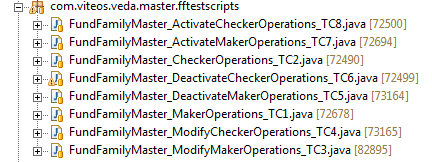 com.viteos.veda.master.fftestscripts
FundFamilyMaster_ActivateCheckerOperations_TC8.java [72500]
FundFamilyMaster_ActivateMakerOperations_TC7.java [72694]
FundFamilyMaster_CheckerOperations_TC2.java [72490]
FundFamilyMaster_DeactivateCheckerOperations_TC6.java [72499]
FundFamilyMaster_DeactivateMakerOperations_TC5.java [73164]
FundFamilyMaster_MakerOperations_TC1.java [72678]
FundFamilyMaster_ModifyCheckerOperations_TC4.java [73165]
FundFamilyMaster_ModifyMakerOperations_TC3.java [82895]